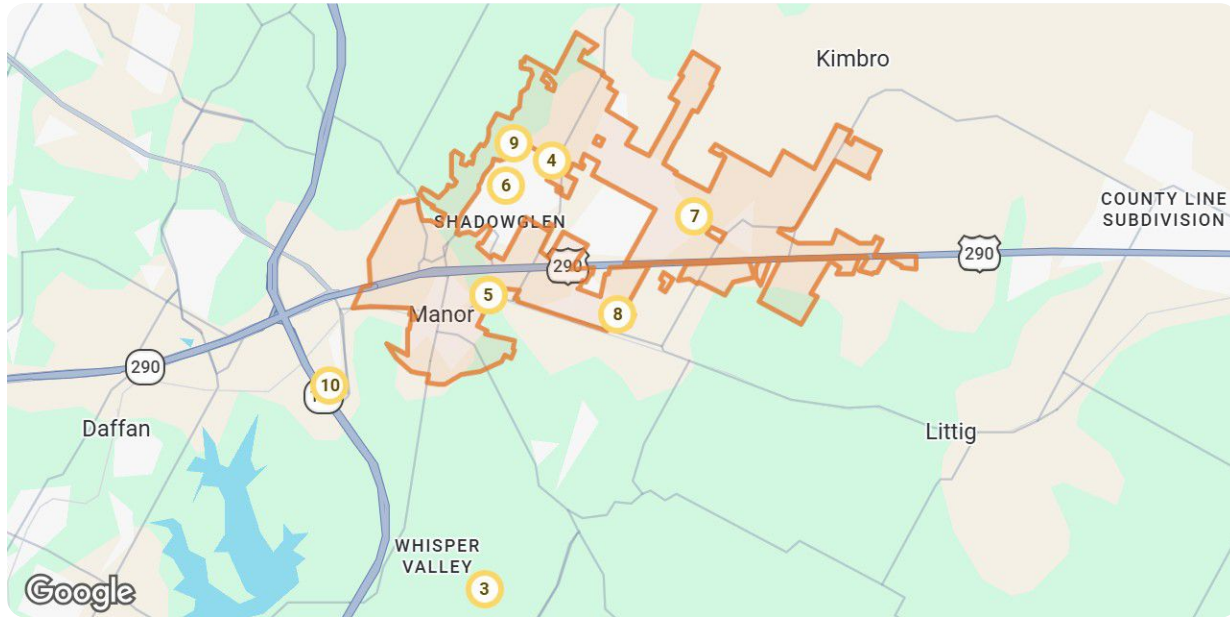 Kimbro
9
4
6
7
SHADOWGLEN
COUNTY LINE
SUBDIVISION
290
290
5
Manor
8
290
10
Daffan
Littig
WHISPER
VALLEY
3
Google